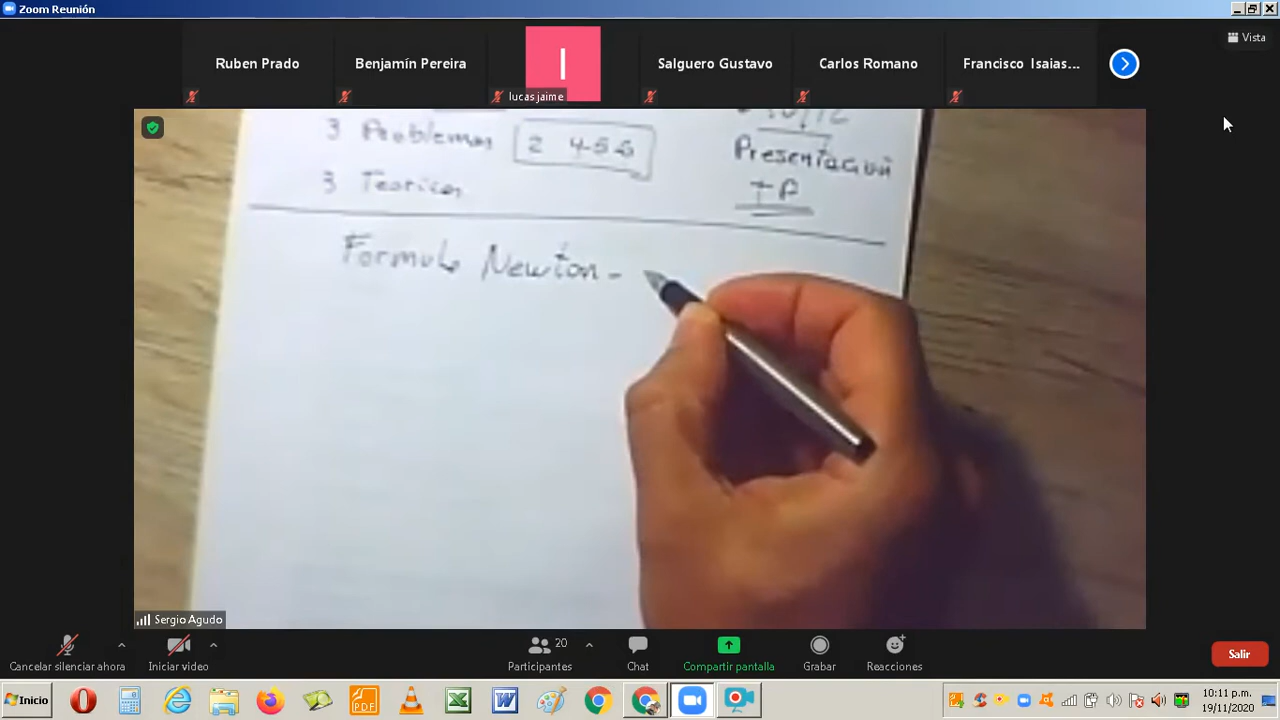 Zoom Reunión
Vista
Ruben Prado
Benjamín Pereira
l
lucas jaime
Salguero Gustavo
Carlos Romano
Francisco Isaias...
3 Problemas 2 4-5 6
Presentación
TP
3 Teoricos
Formula Newton -
Sergio Agudo
Cancelar silenciar ahora
Iniciar video
20
Participantes
Chat
Compartir pantalla
Grabar
Reacciones
Salir
Inicio
PDF
10:11 p.m.
19/11/2020